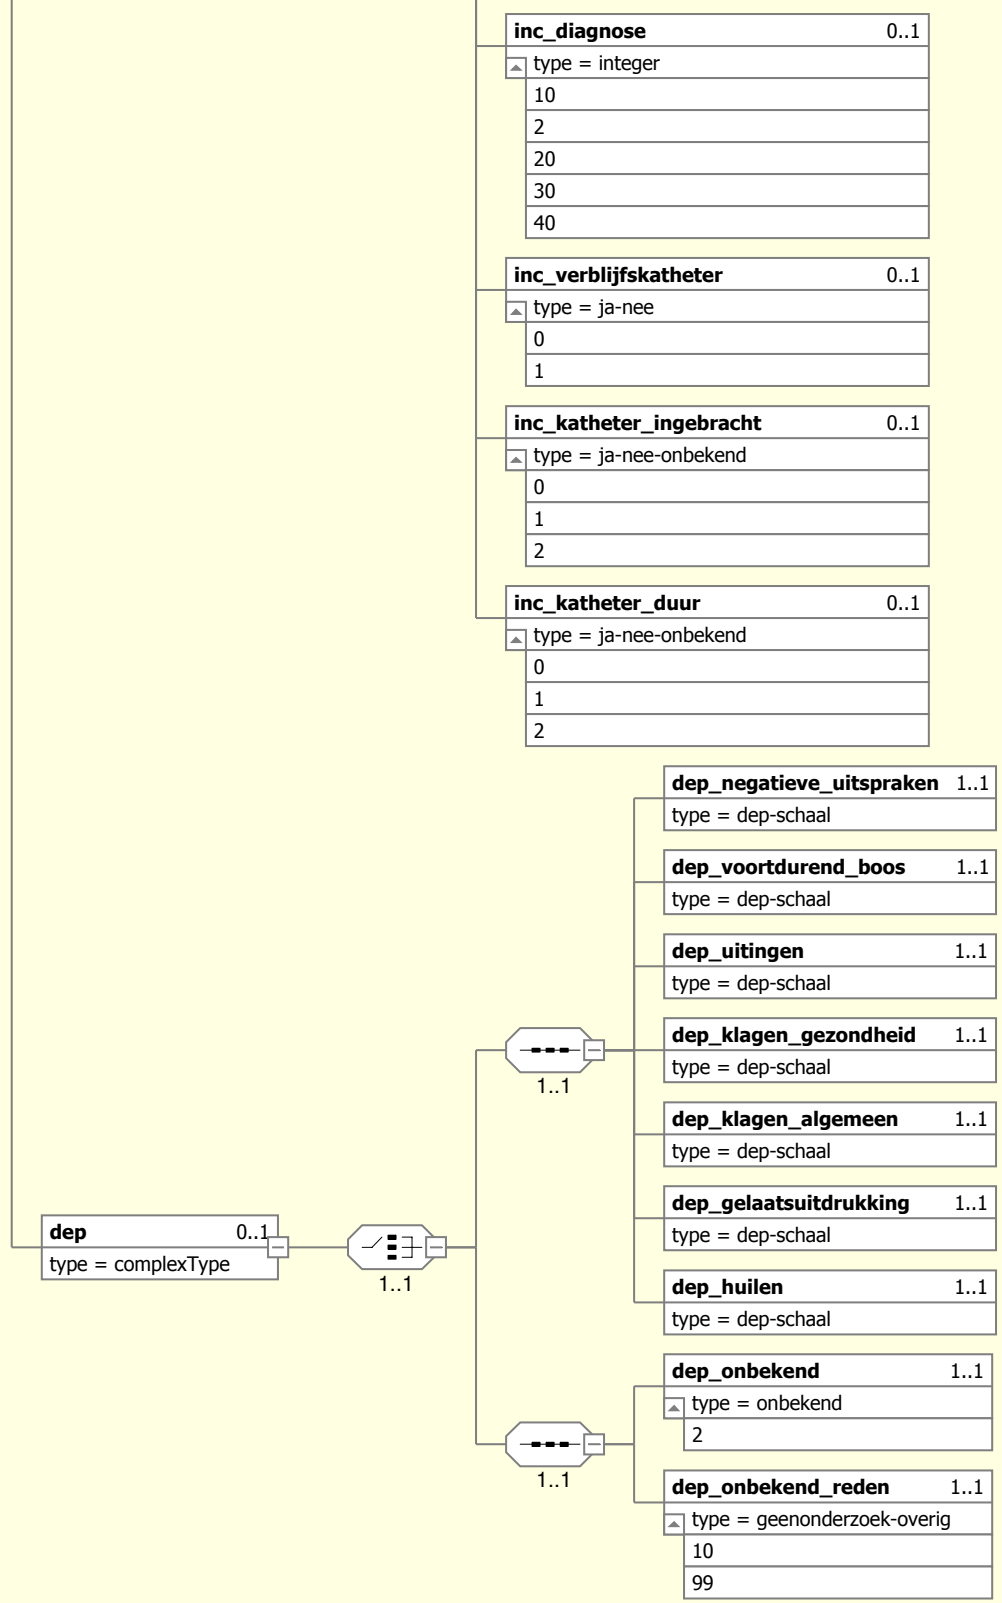 inc_diagnose 0..1
type = integer
10
2
20
30
40
inc_verblijfskatheter 0..1
type = ja-nee
0
1
inc_katheter_ingebracht 0..1
type = ja-nee-onbekend
0
1
2
inc_katheter_duur 0..1
type = ja-nee-onbekend
0
1
2
dep_negatieve_uitspraken 1..1
type = dep-schaal
dep_voortdurend_boos 1..1
type = dep-schaal
dep_uitingen 1..1
type = dep-schaal
dep_klagen_gezondheid 1..1
type = dep-schaal
1..1
dep_klagen_algemeen 1..1
type = dep-schaal
dep_gelaatsuitdrukking 1..1
type = dep-schaal
dep 0..1
type = complexType
1..1
dep_huilen 1..1
type = dep-schaal
dep_onbekend 1..1
type = onbekend
2
1..1
dep_onbekend_reden 1..1
type = geenonderzoek-overig
10
99